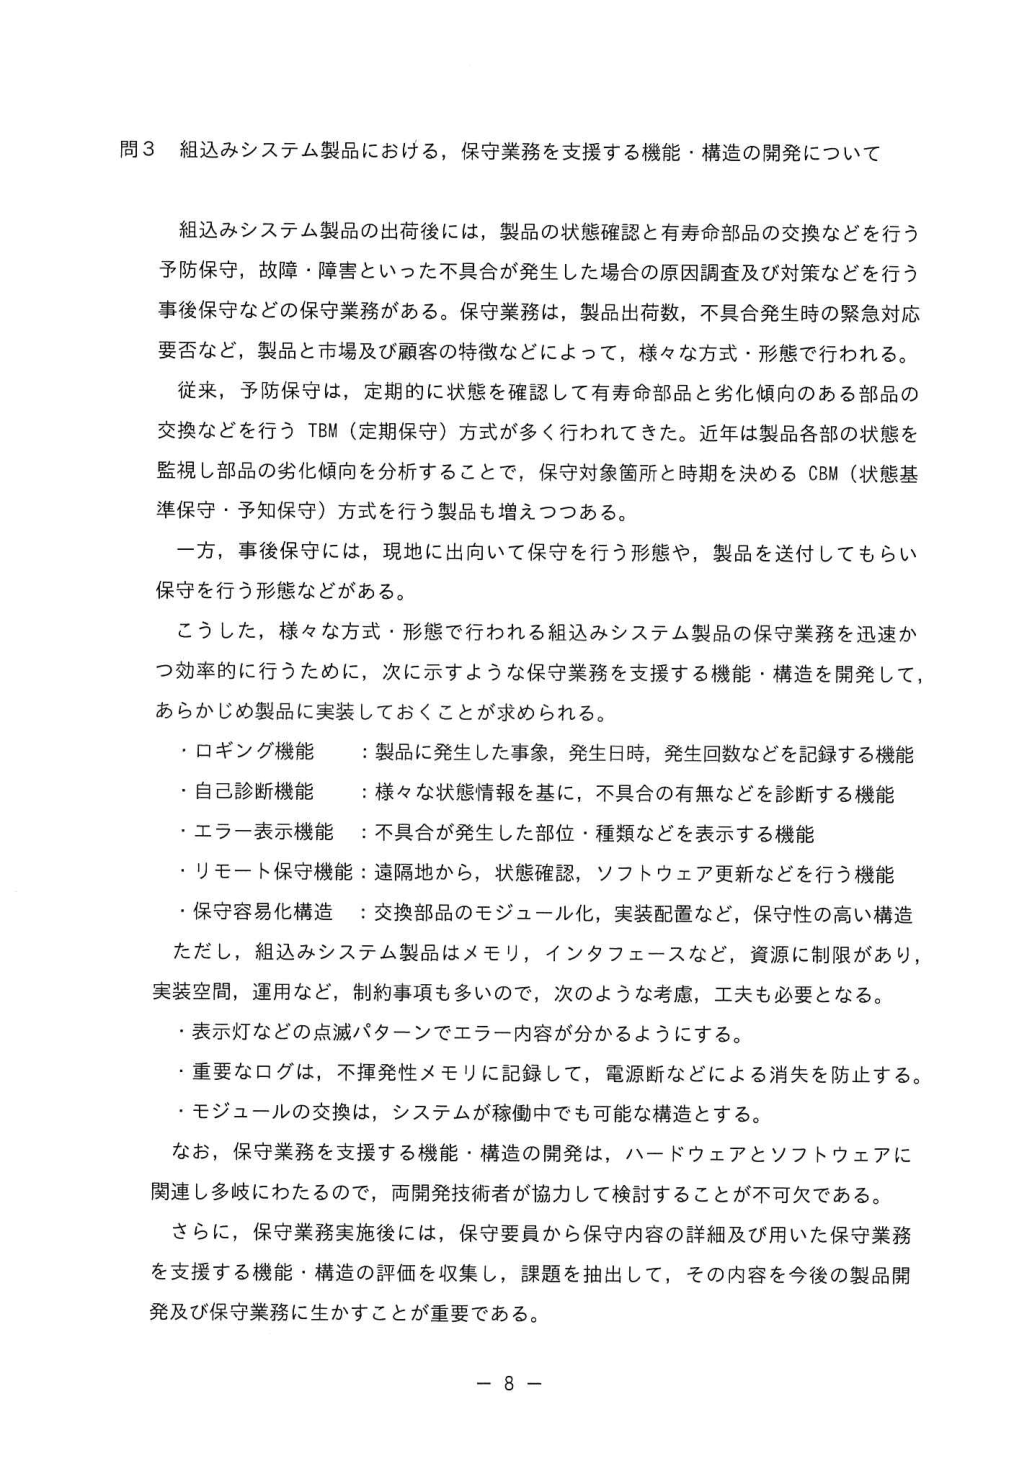 問３　組込みシステム製品における，保守業務を支援する機能・構造の開発について
組込みシステム製品の出荷後には，製品の状態確認と有寿命部品の交換などを行う
予防保守，故障・障害といった不具合が発生した場合の原因調査及び対策などを行う
事後保守などの保守業務がある。保守業務は，製品出荷数，不具合発生時の緊急対応
要否など，製品と市場及び顧客の特徴などによって，様々な方式・形態で行われる。
従来，予防保守は，定期的に状態を確認して有寿命部品と劣化傾向のある部品の
交換などを行う TBM（定期保守）方式が多く行われてきた。近年は製品各部の状態を
監視し部品の劣化傾向を分析することで，保守対象箇所と時期を決める CBM（状態基
準保守・予知保守）方式を行う製品も増えつつある。
一方，事後保守には，現地に出向いて保守を行う形態や，製品を送付してもらい
保守を行う形態などがある。
こうした，様々な方式・形態で行われる組込みシステム製品の保守業務を迅速か
つ効率的に行うために，次に示すような保守業務を支援する機能・構造を開発して，
あらかじめ製品に実装しておくことが求められる。
・ロギング機能　　：製品に発生した事象，発生日時，発生回数などを記録する機能
・自己診断機能　　：様々な状態情報を基に，不具合の有無などを診断する機能
・エラー表示機能　：不具合が発生した部位・種類などを表示する機能
・リモート保守機能：遠隔地から，状態確認，ソフトウェア更新などを行う機能
・保守容易化構造　：交換部品のモジュール化，実装配置など，保守性の高い構造
ただし，組込みシステム製品はメモリ，インタフェースなど，資源に制限があり，
実装空間，運用など，制約事項も多いので，次のような考慮，工夫も必要となる。
・表示灯などの点滅パターンでエラー内容が分かるようにする。
・重要なログは，不揮発性メモリに記録して，電源断などによる消失を防止する。
・モジュールの交換は，システムが稼働中でも可能な構造とする。
なお，保守業務を支援する機能・構造の開発は，ハードウェアとソフトウェアに
関連し多岐にわたるので，両開発技術者が協力して検討することが不可欠である。
さらに，保守業務実施後には，保守要員から保守内容の詳細及び用いた保守業務
を支援する機能・構造の評価を収集し，課題を抽出して，その内容を今後の製品開
発及び保守業務に生かすことが重要である。
－ 8 －